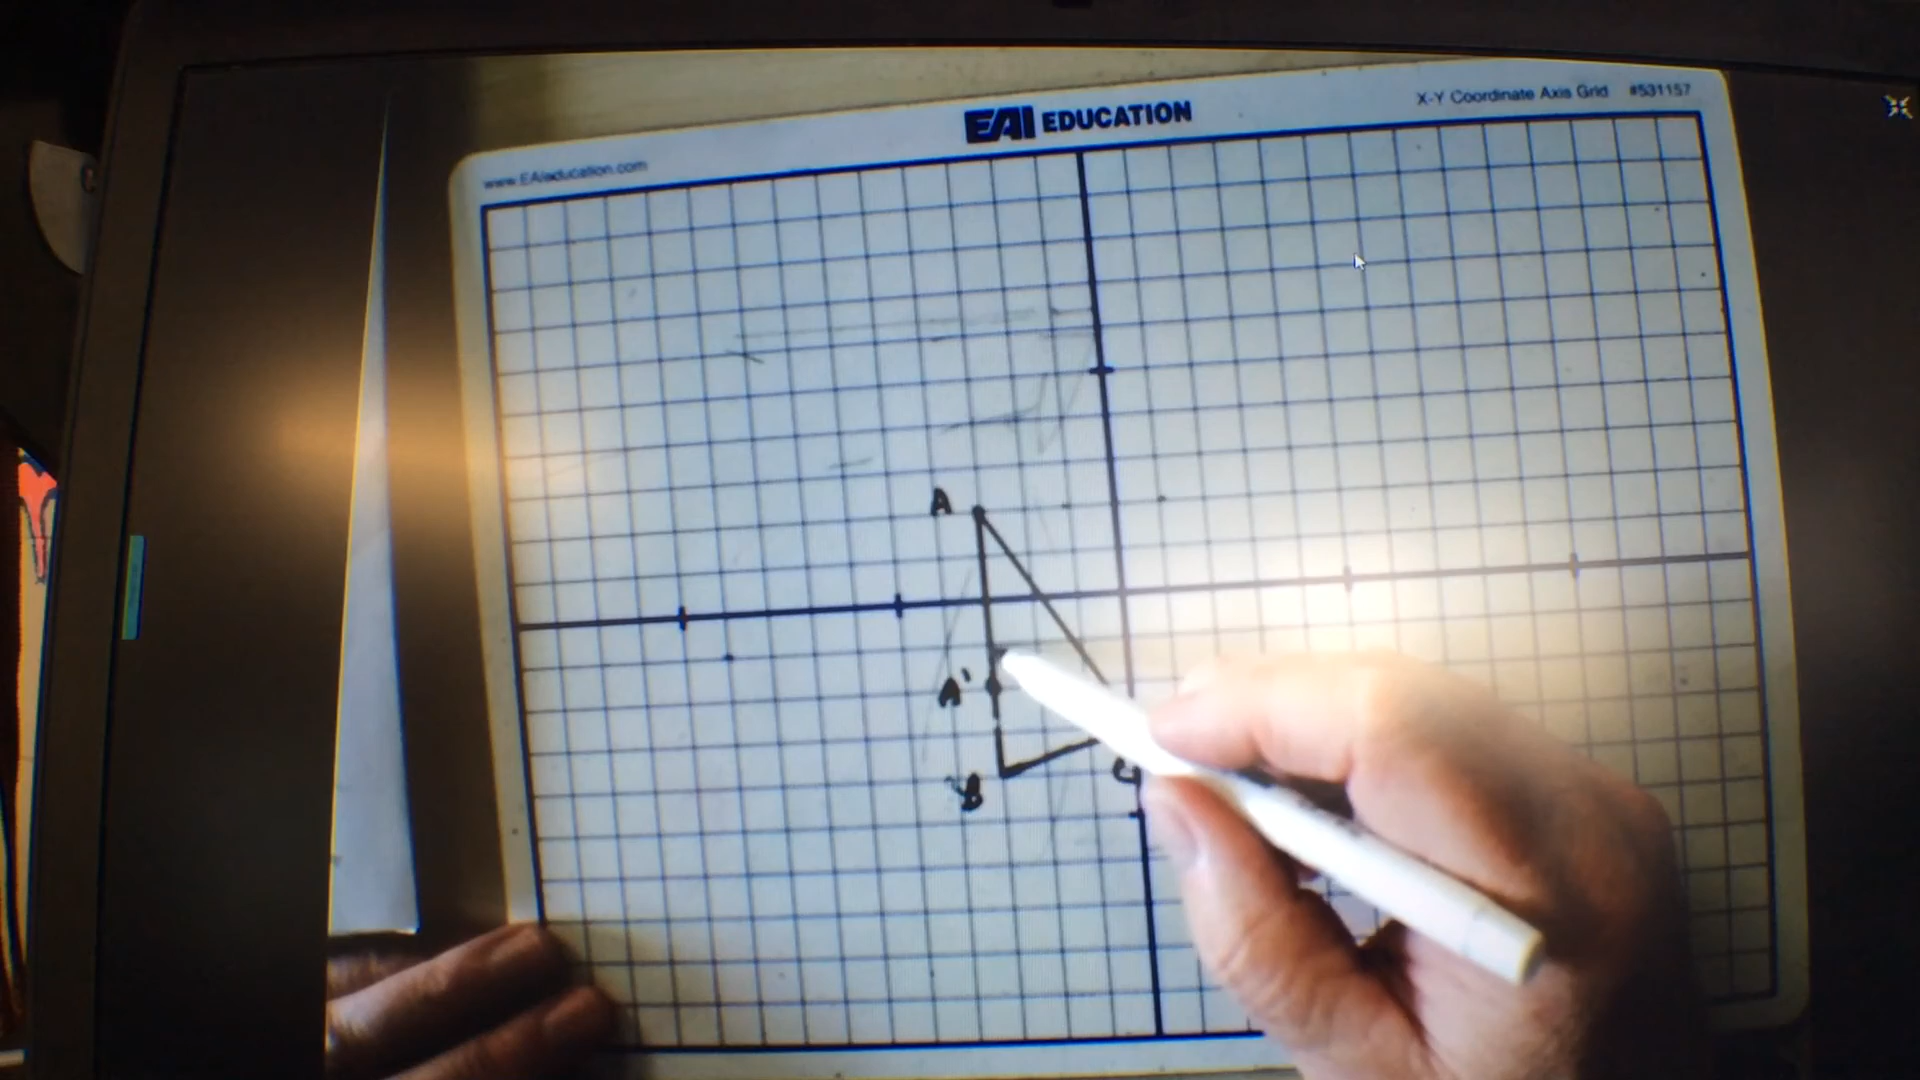 EAI EDUCATION
X-Y Coordinate Axis Grid #531157
www.EAIeducation.com
A
A'
B
C